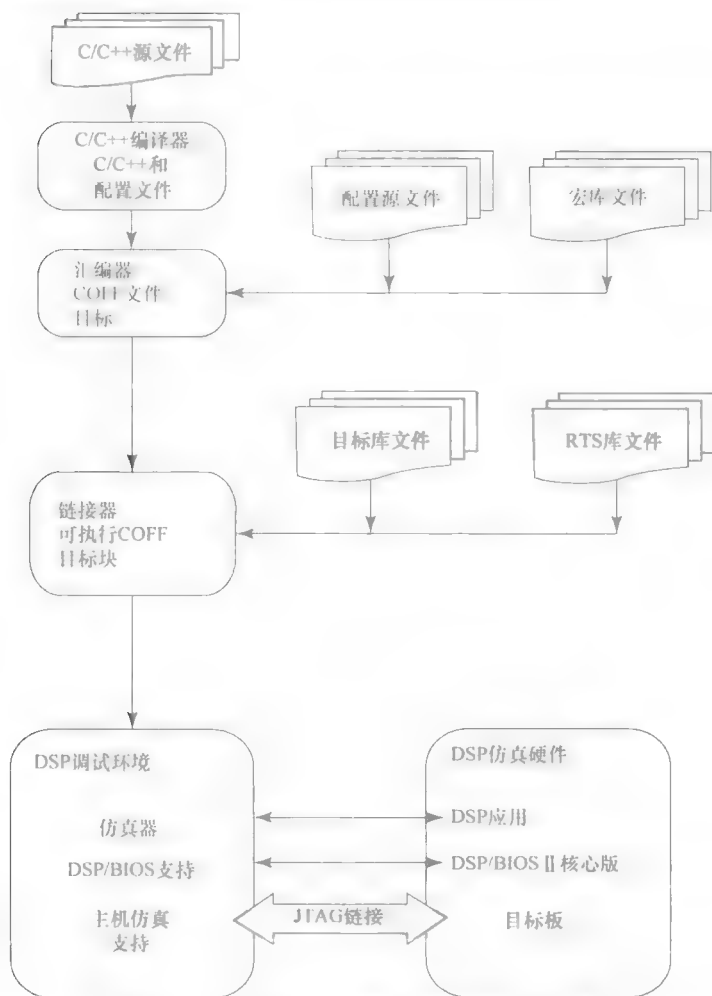 C/C++源文件
C/C++编译器
C/C++和
配置文件
配置源文件
宏库文件
汇编器
COFF文件
目标
目标库文件
RTS库文件
链接器
可执行COFF
目标块
DSP调试环境
DSP仿真硬件
仿真器
DSP应用
DSP/BIOS支持
DSP/BIOS II核心版
主机仿真
支持
JTAG链接
目标板